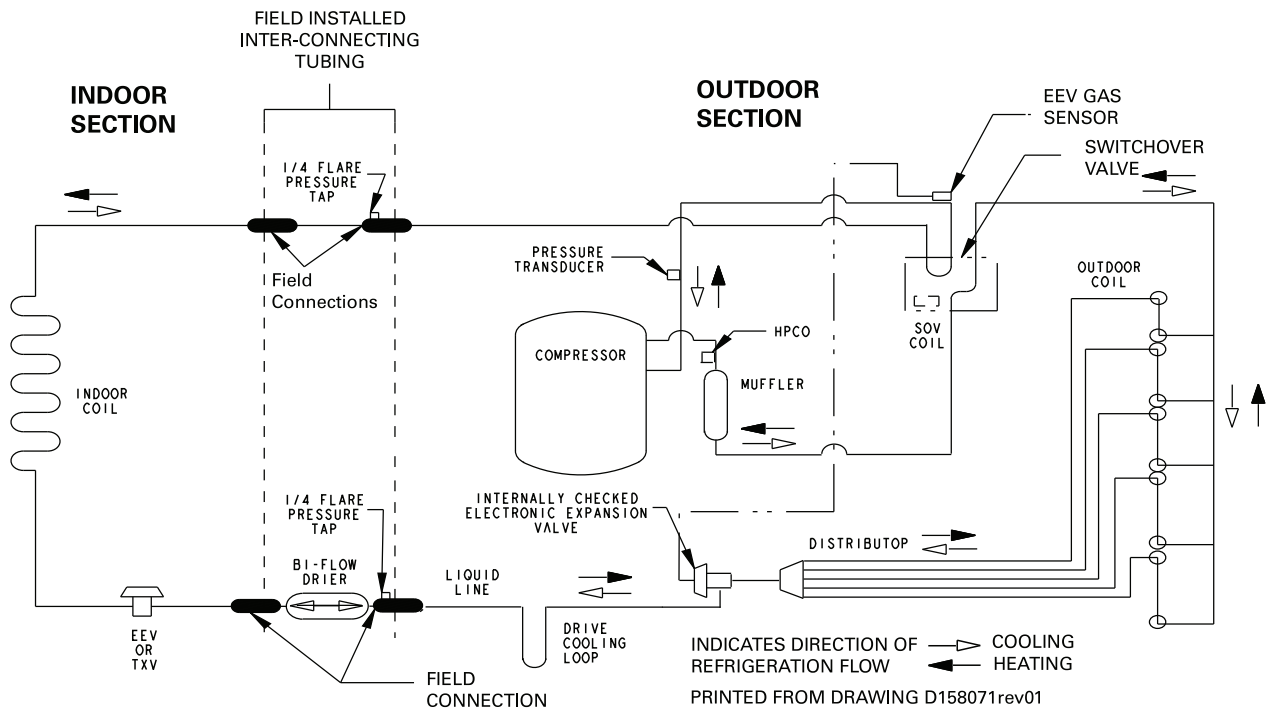 FIELD INSTALLED
INTER-CONNECTING
TUBING
INDOOR
SECTION
OUTDOOR
SECTION
EEV GAS
SENSOR
SWITCHOVER
VALVE
1/4 FLARE
PRESSURE
TAP
Field
Connections
PRESSURE
TRANSDUCER
OUTDOOR
COIL
SOV
COIL
HPCO
COMPRESSOR
MUFFLER
INDOOR
COIL
1/4 FLARE
PRESSURE
TAP
INTERNALLY CHECKED
ELECTRONIC EXPANSION
VALVE
DISTRIBUTOP
BI-FLOW
DRIER
LIQUID
LINE
EEV
OR
TXV
DRIVE
COOLING
LOOP
FIELD
CONNECTION
INDICATES DIRECTION OF
REFRIGERATION FLOW
COOLING
HEATING
PRINTED FROM DRAWING D158071rev01